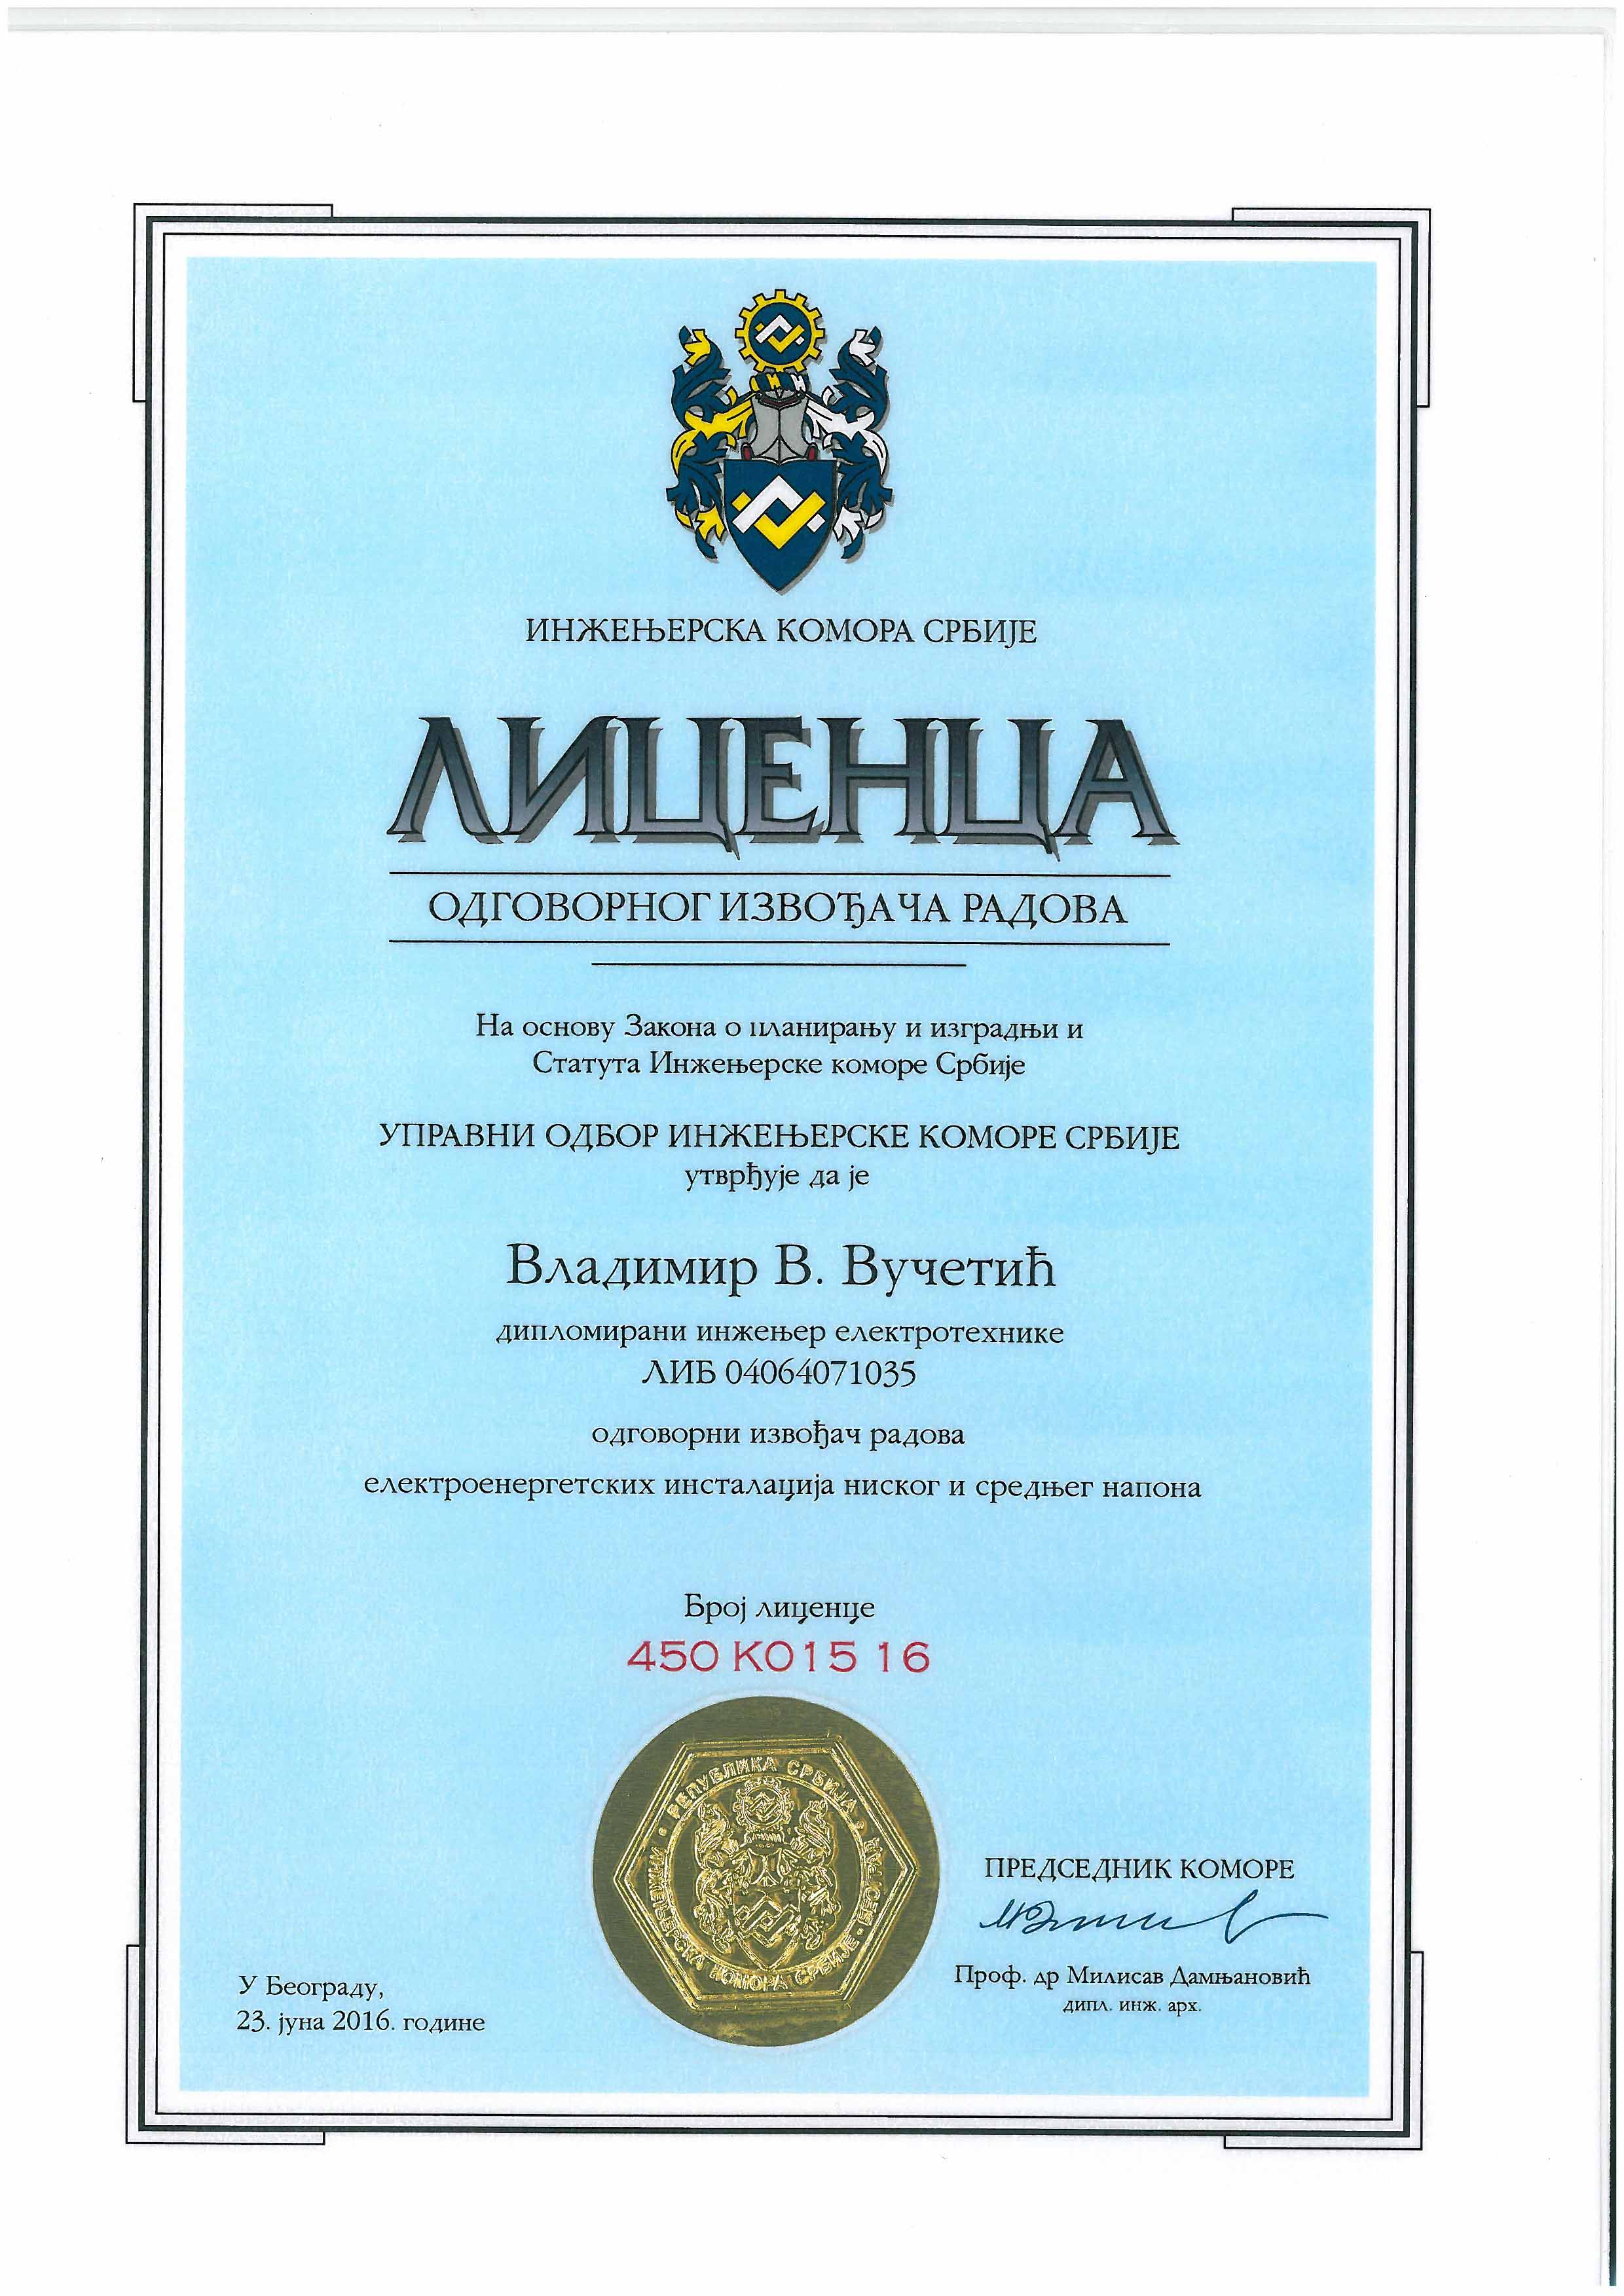 ИНЖЕЊЕРСКА КОМОРА СРБИЈЕ
ЛИЦЕНЦА
ОДГОВОРНОГ ИЗВОЂАЧА РАДОВА
На основу Закона о планирању и изградњи и
Статута Инжењерске коморе Србије
УПРАВНИ ОДБОР ИНЖЕЊЕРСКЕ КОМОРЕ СРБИЈЕ
утврђује да је
Владимир В. Вучетић
дипломирани инжењер електротехнике
ЛИБ 04064071035
одговорни извођач радова
електроенергетских инсталација ниског и средњег напона
Број лиценце
450 K015 16
РЕПУБЛИКА СРБИЈА
ИНЖЕЊЕРСКА КОМОРА СРБИЈЕ
ПРЕДСЕДНИК КОМОРЕ
Проф. др Милисав Дамњановић
дипл. инж. арх.
У Београду,
23. јуна 2016. године